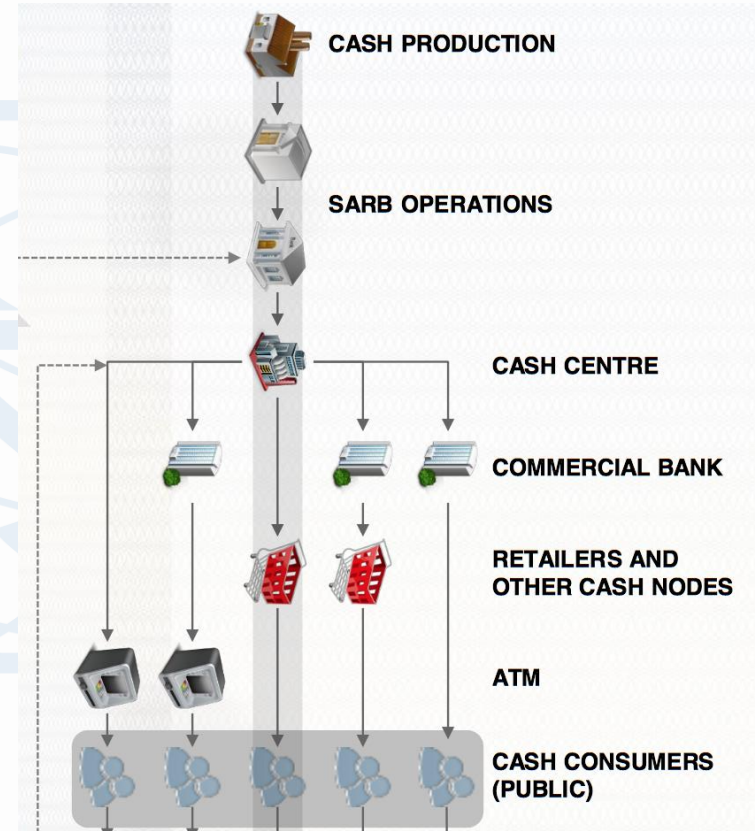 CASH PRODUCTION
SARB OPERATIONS
CASH CENTRE
COMMERCIAL BANK
RETAILERS AND
OTHER CASH NODES
ATM
CASH CONSUMERS
(PUBLIC)